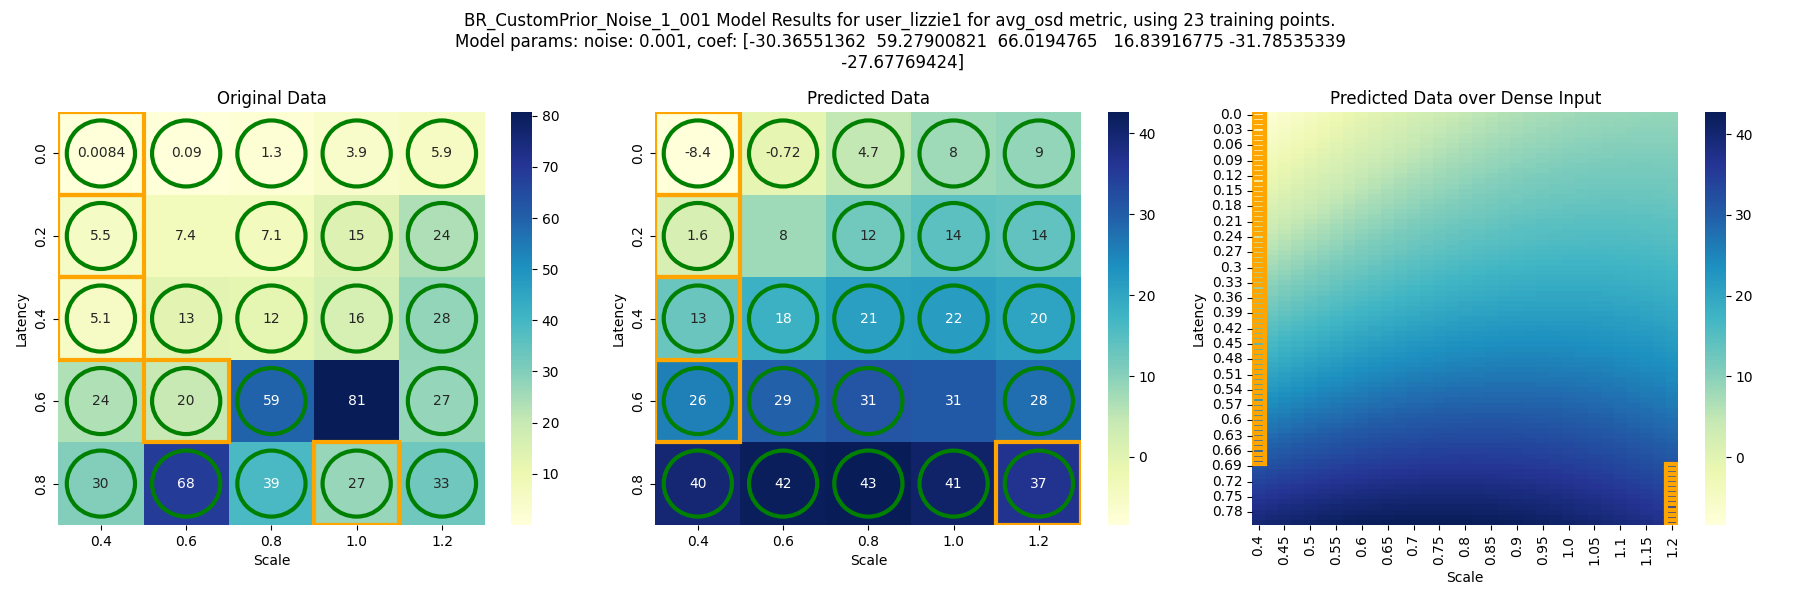 BR_CustomPrior_Noise_1_001 Model Results for user_lizzie1 for avg_osd metric, using 23 training points.
Model params: noise: 0.001, coef: [-30.36551362  59.27900821  66.0194765   16.83916775 -31.78535339
-27.67769424]
Original Data
0.0 0.0084 0.09 1.3 3.9 5.9
0.2 5.5 7.4 7.1 15 24
0.4 5.1 13 12 16 28
0.6 24 20 59 81 27
0.8 30 68 39 27 33
0.4 0.6 0.8 1.0 1.2
Scale
Latency
80
70
60
50
40
30
20
10
Predicted Data
0.0 -8.4 -0.72 4.7 8 9
0.2 1.6 8 12 14 14
0.4 13 18 21 22 20
0.6 26 29 31 31 28
0.8 40 42 43 41 37
0.4 0.6 0.8 1.0 1.2
Scale
Latency
40
30
20
10
0
Predicted Data over Dense Input
0.0
0.03
0.06
0.09
0.12
0.15
0.18
0.21
0.24
0.27
0.3
0.33
0.36
0.39
0.42
0.45
0.48
0.51
0.54
0.57
0.6
0.63
0.66
0.69
0.72
0.75
0.78
0.4 0.45 0.5 0.55 0.6 0.65 0.7 0.75 0.8 0.85 0.9 0.95 1.0 1.05 1.1 1.15 1.2
Scale
Latency
40
30
20
10
0